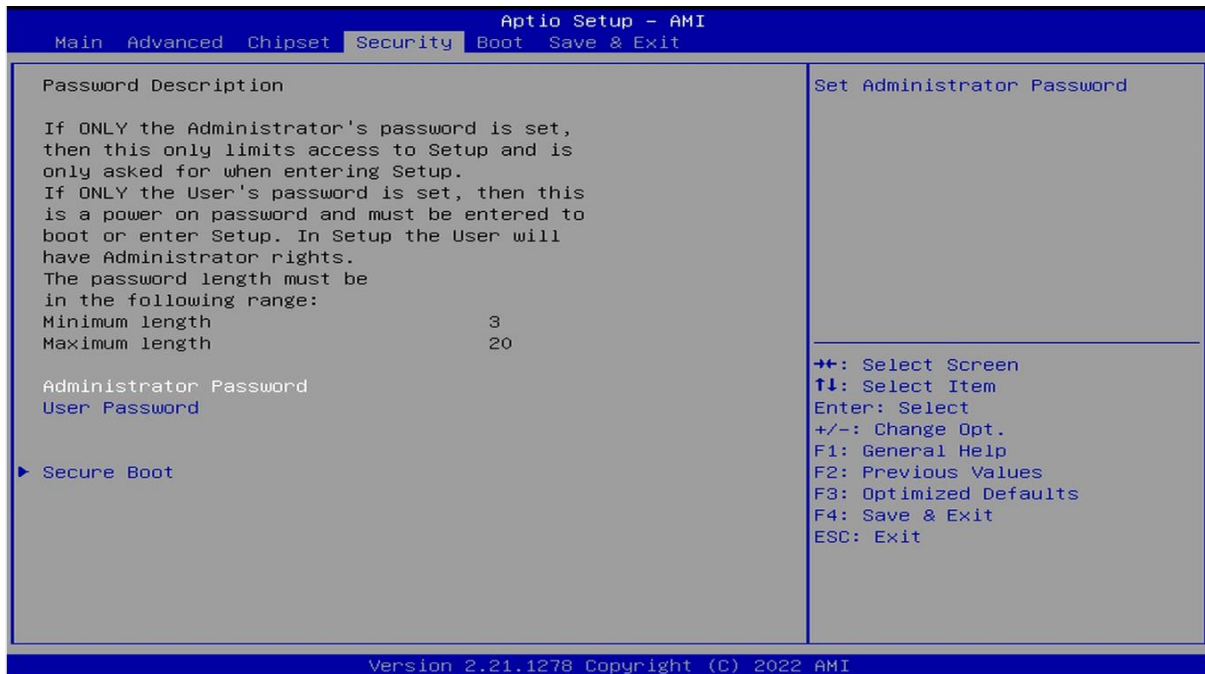 Aptio Setup – AMI
Main Advanced Chipset Security Boot Save & Exit
Password Description
If ONLY the Administrator's password is set,
then this only limits access to Setup and is
only asked for when entering Setup.
If ONLY the User's password is set, then this
is a power on password and must be entered to
boot or enter Setup. In Setup the User will
have Administrator rights.
The password length must be
in the following range:
Minimum length 3
Maximum length 20
Administrator Password
User Password
▶ Secure Boot
Set Administrator Password
→←: Select Screen
↑↓: Select Item
Enter: Select
+/-: Change Opt.
F1: General Help
F2: Previous Values
F3: Optimized Defaults
F4: Save & Exit
ESC: Exit
Version 2.21.1278 Copyright (C) 2022 AMI